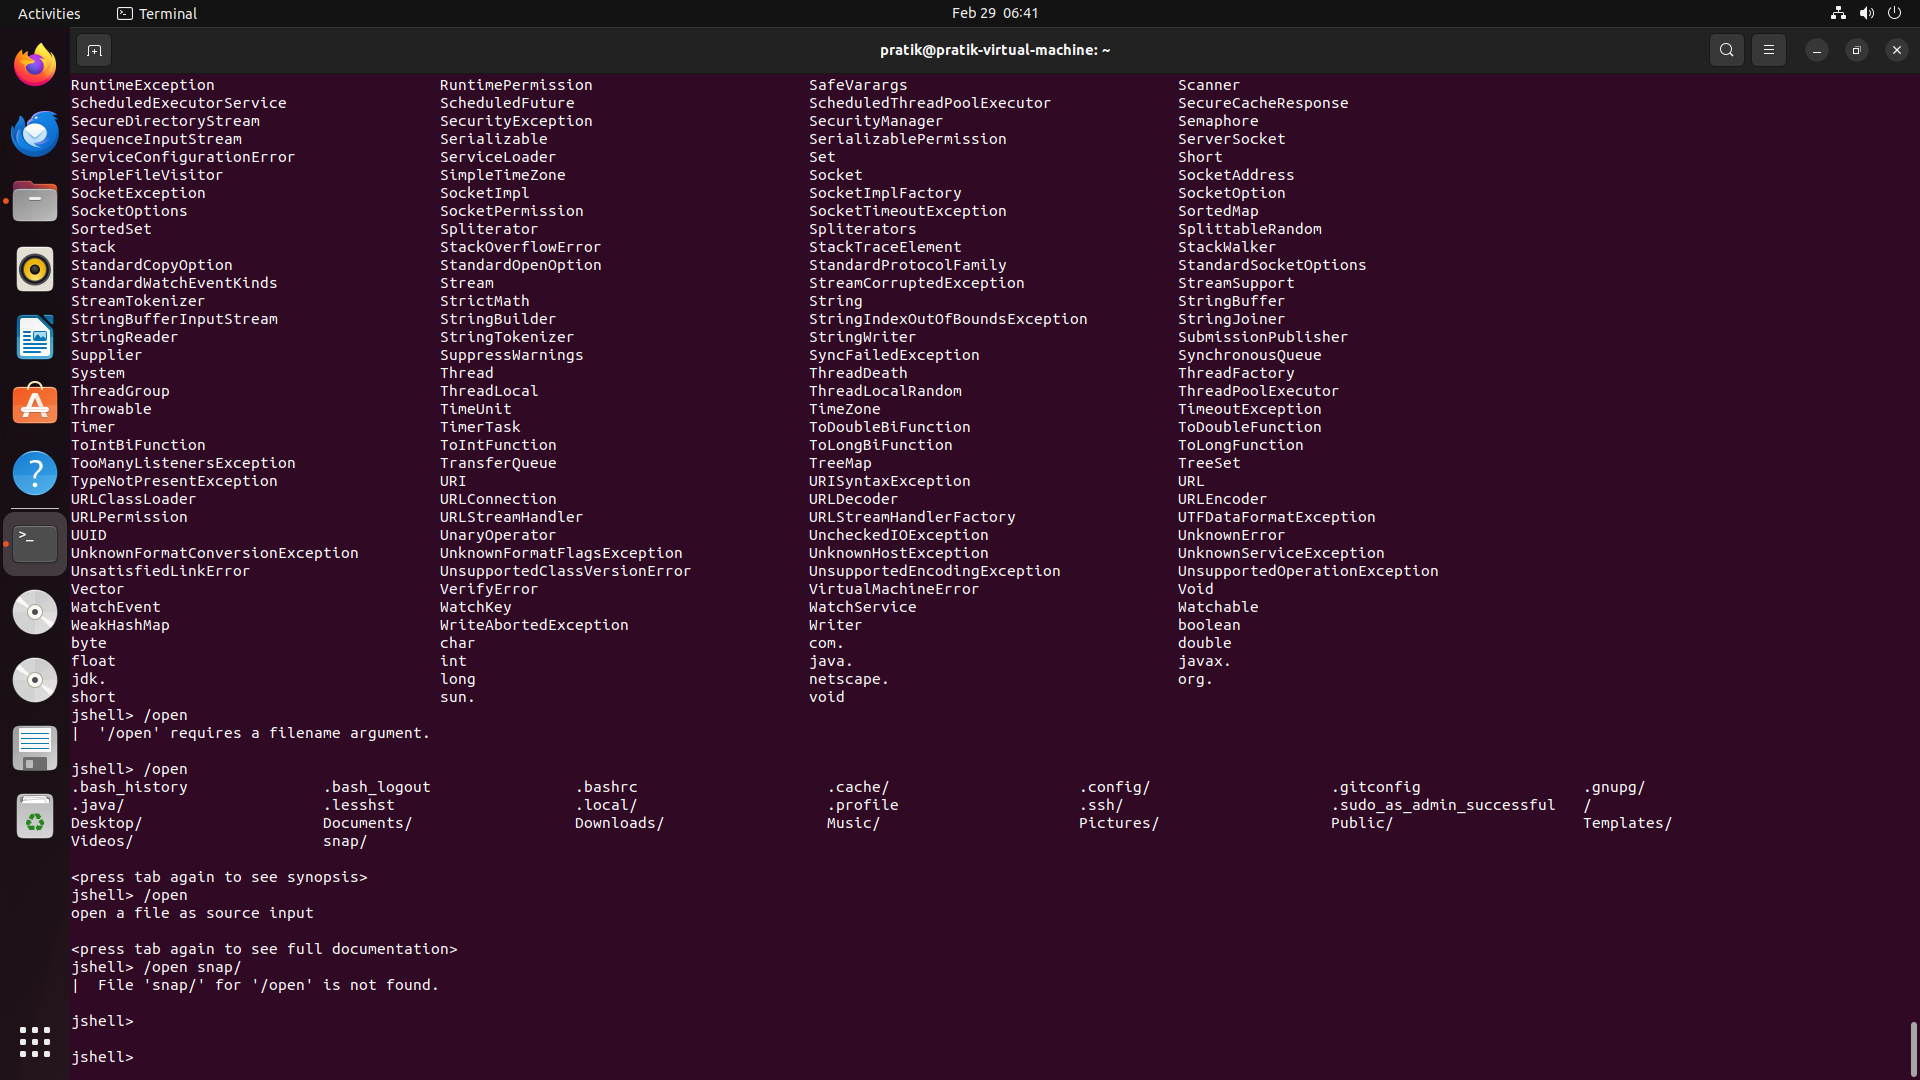 Activities Terminal Feb 29 06:41
pratik@pratik-virtual-machine: ~
RuntimeException RuntimePermission SafeVarargs Scanner
ScheduledExecutorService ScheduledFuture ScheduledThreadPoolExecutor SecureCacheResponse
SecureDirectoryStream SecurityException SecurityManager Semaphore
SequenceInputStream Serializable SerializablePermission ServerSocket
ServiceConfigurationError ServiceLoader Set Short
SimpleFileVisitor SimpleTimeZone Socket SocketAddress
SocketException SocketImpl SocketImplFactory SocketOption
SocketOptions SocketPermission SocketTimeoutException SortedMap
SortedSet Spliterator Spliterators SplittableRandom
Stack StackOverflowError StackTraceElement StackWalker
StandardCopyOption StandardOpenOption StandardProtocolFamily StandardSocketOptions
StandardWatchEventKinds Stream StreamCorruptedException StreamSupport
StreamTokenizer StrictMath String StringBuffer
StringBufferInputStream StringBuilder StringIndexOutOfBoundsException StringJoiner
StringReader StringTokenizer StringWriter SubmissionPublisher
Supplier SuppressWarnings SyncFailedException SynchronousQueue
System Thread ThreadDeath ThreadFactory
ThreadGroup ThreadLocal ThreadLocalRandom ThreadPoolExecutor
Throwable TimeUnit TimeZone TimeoutException
Timer TimerTask ToDoubleBiFunction ToDoubleFunction
ToIntBiFunction ToIntFunction ToLongBiFunction ToLongFunction
TooManyListenersException TransferQueue TreeMap TreeSet
TypeNotPresentException URI URISyntaxException URL
URLClassLoader URLConnection URLDecoder URLEncoder
URLPermission URLStreamHandler URLStreamHandlerFactory UTFDataFormatException
UUID UnaryOperator UncheckedIOException UnknownError
UnknownFormatConversionException UnknownFormatFlagsException UnknownHostException UnknownServiceException
UnsatisfiedLinkError UnsupportedClassVersionError UnsupportedEncodingException UnsupportedOperationException
Vector VerifyError VirtualMachineError Void
WatchEvent WatchKey WatchService Watchable
WeakHashMap WriteAbortedException Writer boolean
byte char com. double
float int java. javax.
jdk. long netscape. org.
short sun. void
jshell> /open
| '/open' requires a filename argument.
jshell> /open
.bash_history .bash_logout .bashrc .cache/ .config/ .gitconfig .gnupg/
.java/ .lesshst .local/ .profile .ssh/ .sudo_as_admin_successful /
Desktop/ Documents/ Downloads/ Music/ Pictures/ Public/ Templates/
Videos/ snap/
<press tab again to see synopsis>
jshell> /open
open a file as source input
<press tab again to see full documentation>
jshell> /open snap/
| File 'snap/' for '/open' is not found.
jshell>
jshell>